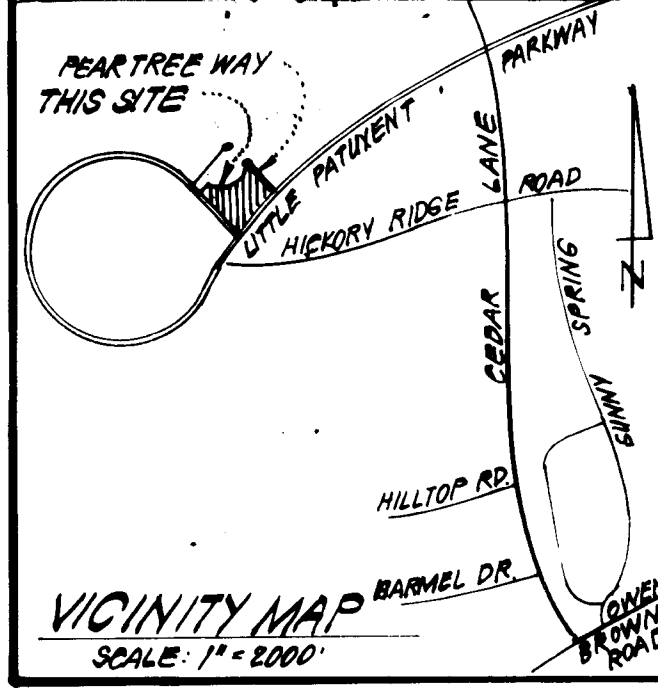 PARKWAY
PEARTREE WAY
THIS SITE
LITTLE PATUXENT
LANE
ROAD
HICKORY RIDGE
SPRING
CEDAR
SUNNY
HILLTOP RD.
BARMEL DR.
OWEN
BROWN
ROAD
VICINITY MAP
SCALE: 1" = 2000'
N